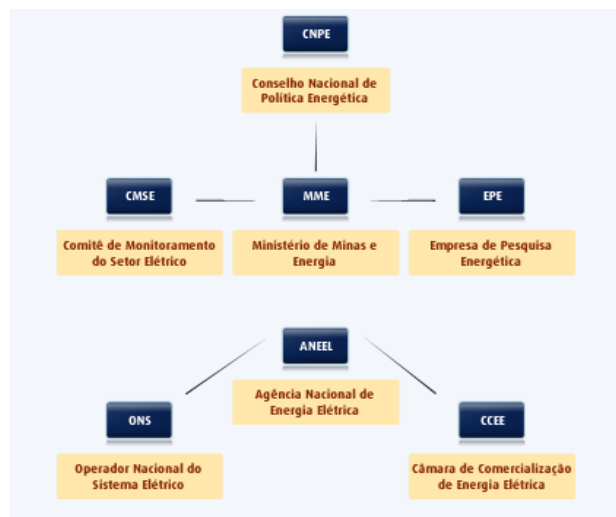 CNPE
Conselho Nacional de
Política Energética
CMSE
MME
EPE
Comitê de Monitoramento
do Setor Elétrico
Ministério de Minas e
Energia
Empresa de Pesquisa
Energética
ANEEL
Agência Nacional de
Energia Elétrica
ONS
CCEE
Operador Nacional do
Sistema Elétrico
Câmara de Comercialização
de Energia Elétrica